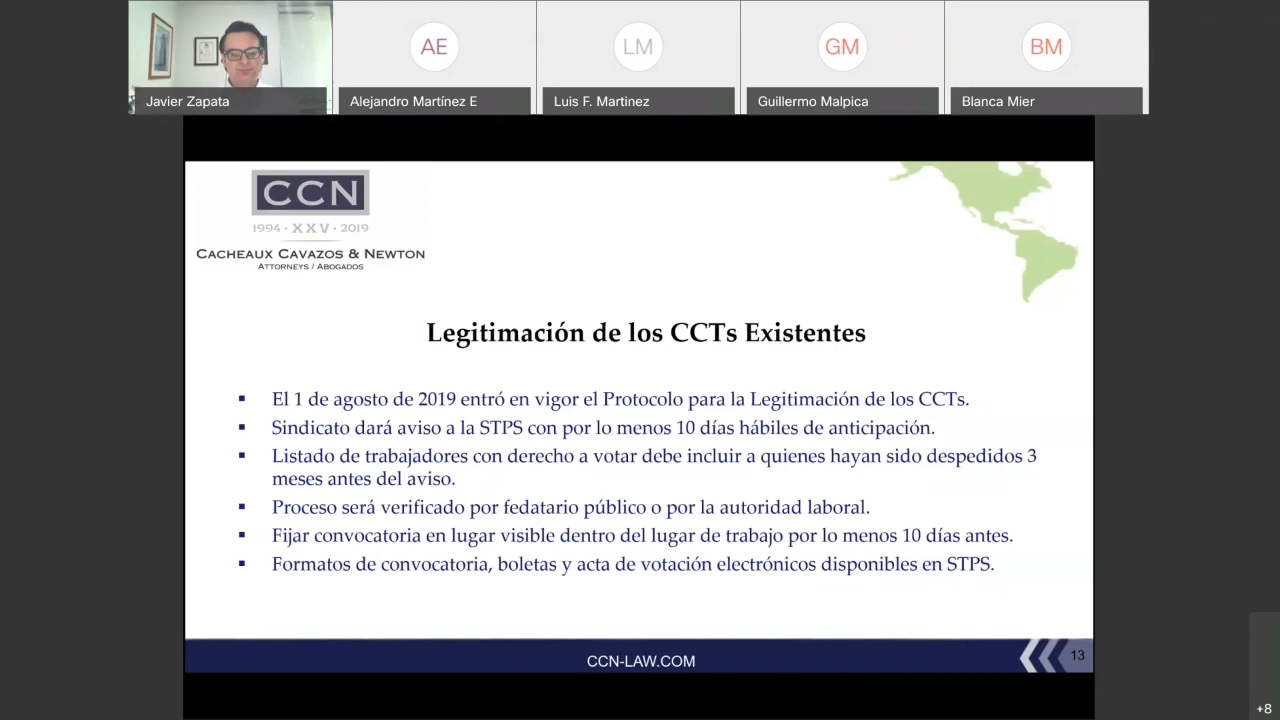 AE
LM
GM
BM
Javier Zapata
Alejandro Martínez E
Luis F. Martinez
Guillermo Malpica
Blanca Mier
CCN
1994 · XXV · 2019
CACHEAUX CAVAZOS & NEWTON
ATTORNEYS / ABOGADOS
Legitimación de los CCTs Existentes
▪ El 1 de agosto de 2019 entró en vigor el Protocolo para la Legitimación de los CCTs.
▪ Sindicato dará aviso a la STPS con por lo menos 10 días hábiles de anticipación.
▪ Listado de trabajadores con derecho a votar debe incluir a quienes hayan sido despedidos 3
meses antes del aviso.
▪ Proceso será verificado por fedatario público o por la autoridad laboral.
▪ Fijar convocatoria en lugar visible dentro del lugar de trabajo por lo menos 10 días antes.
▪ Formatos de convocatoria, boletas y acta de votación electrónicos disponibles en STPS.
CCN-LAW.COM
13
+8